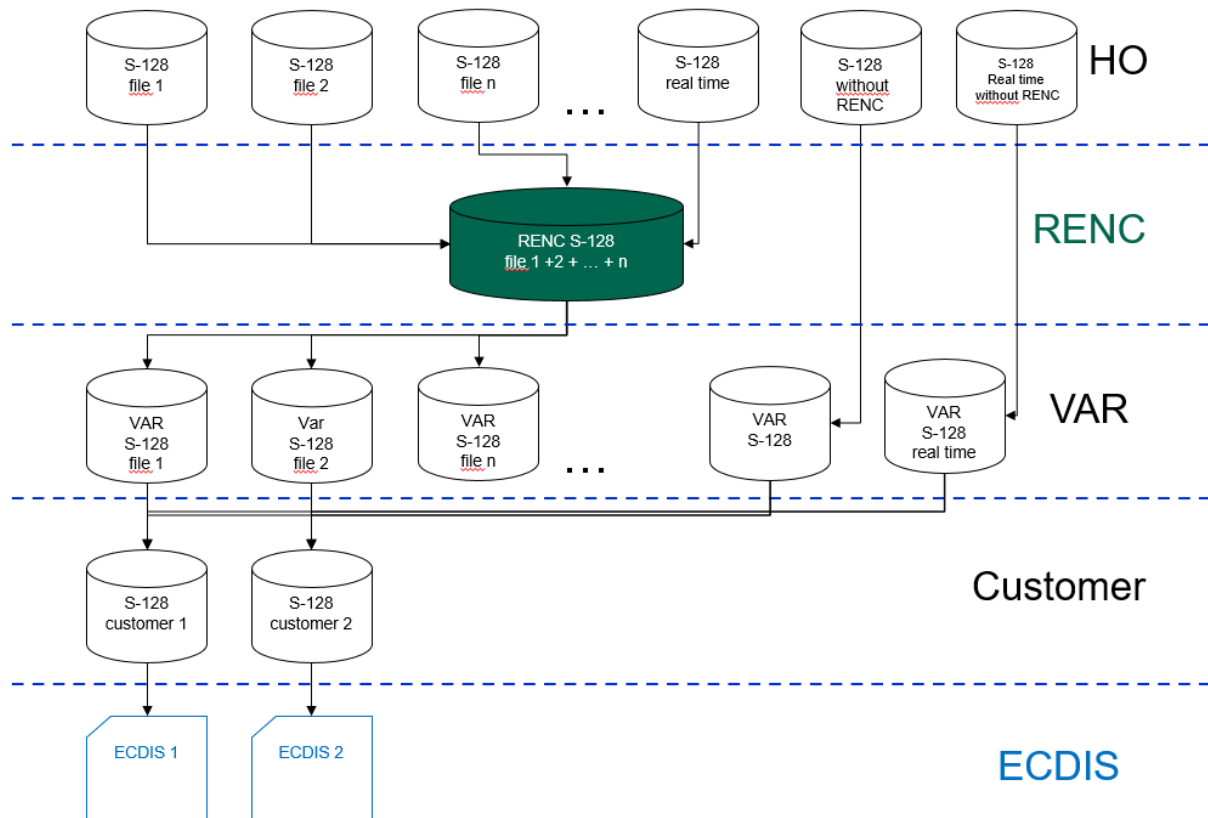 S-128
file 1
S-128
file 2
S-128
file n
...
S-128
real time
S-128
without
RENC
S-128
Real time
without RENC
HO
RENC S-128
file 1 +2 + ... + n
RENC
VAR
S-128
file 1
Var
S-128
file 2
VAR
S-128
file n
...
VAR
S-128
VAR
S-128
real time
VAR
S-128
customer 1
S-128
customer 2
Customer
ECDIS 1
ECDIS 2
ECDIS